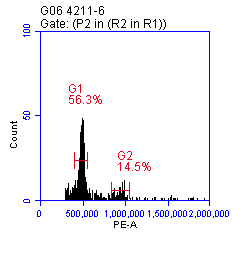 G06 4211-6
Gate: (P2 in (R2 in R1))
100
G1
56.3%
50
Count
G2
14.5%
0
0 500,000 1,000,000 1,500,000 2,000,000
PE-A